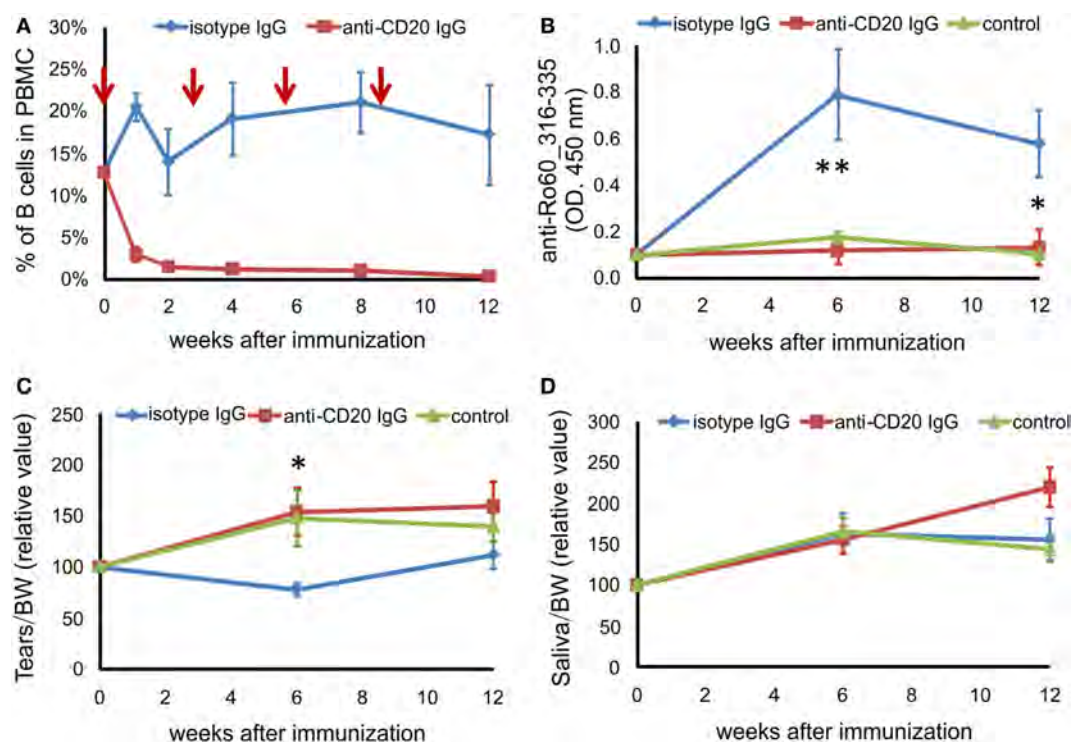 A
isotype IgG anti-CD20 IgG
% of B cells in PBMC
30%
25%
20%
15%
10%
5%
0%
0 2 4 6 8 10 12
weeks after immunization
B
isotype IgG anti-CD20 IgG control
anti-Ro60_316-335
(OD. 450 nm)
1.0
0.8
0.6
0.4
0.2
0.0
**
*
0 2 4 6 8 10 12
weeks after immunization
C
isotype IgG anti-CD20 IgG control
Tears/BW (relative value)
250
200
150
100
50
0
*
0 2 4 6 8 10 12
weeks after immunization
D
isotype IgG anti-CD20 IgG control
Saliva/BW (relative value)
300
250
200
150
100
50
0
0 2 4 6 8 10 12
weeks after immunization